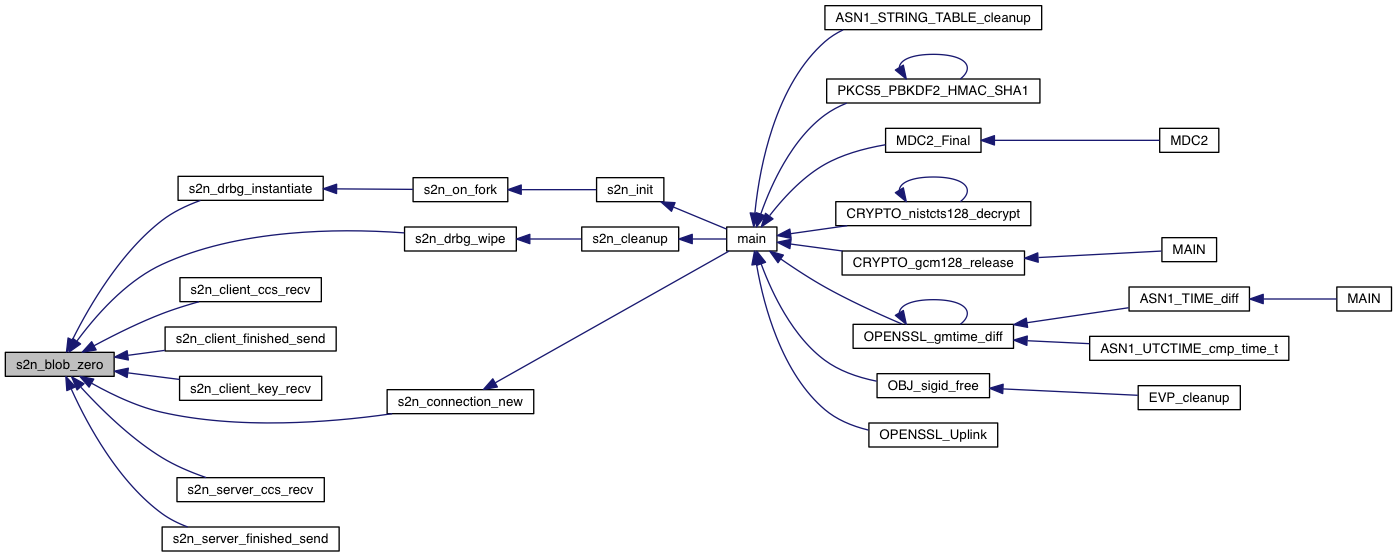 ASN1_STRING_TABLE_cleanup
PKCS5_PBKDF2_HMAC_SHA1
MDC2_Final
MDC2
s2n_drbg_instantiate
s2n_on_fork
s2n_init
CRYPTO_nistcts128_decrypt
s2n_drbg_wipe
s2n_cleanup
main
CRYPTO_gcm128_release
MAIN
s2n_client_ccs_recv
ASN1_TIME_diff
MAIN
s2n_client_finished_send
OPENSSL_gmtime_diff
ASN1_UTCTIME_cmp_time_t
s2n_blob_zero
s2n_client_key_recv
OBJ_sigid_free
EVP_cleanup
s2n_connection_new
OPENSSL_Uplink
s2n_server_ccs_recv
s2n_server_finished_send